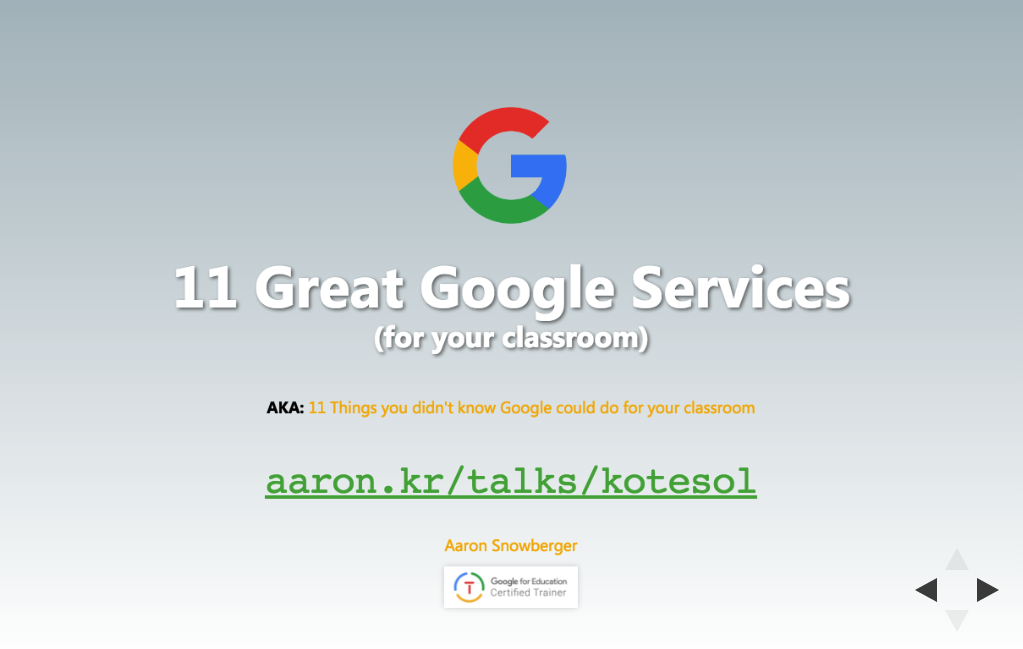 11 Great Google Services
(for your classroom)
AKA: 11 Things you didn't know Google could do for your classroom
aaron.kr/talks/kotesol
Aaron Snowberger
Google for Education
Certified Trainer